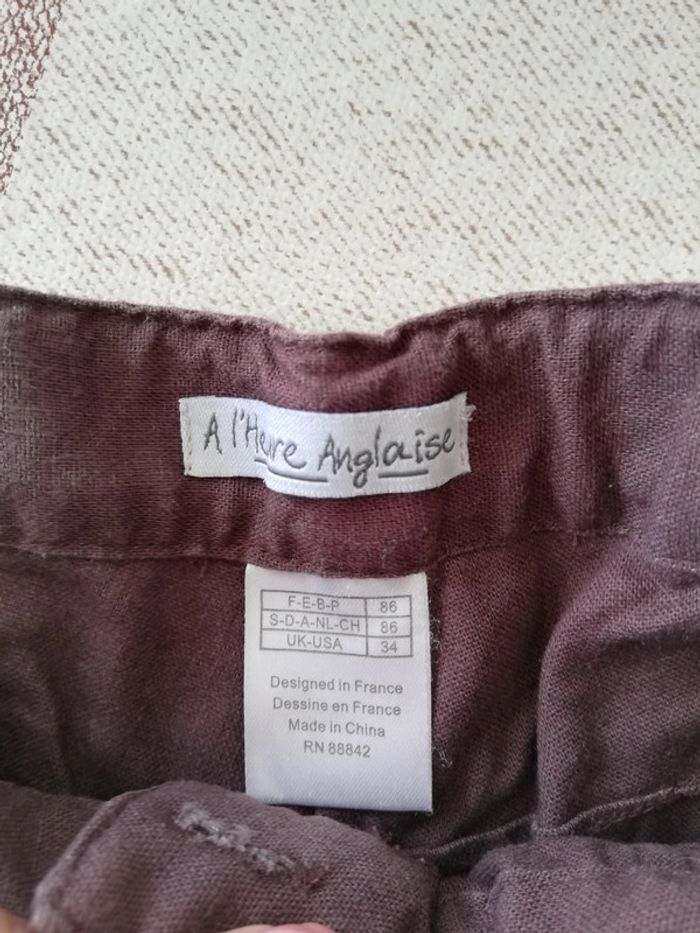 A l'Heure Anglaise
F-E-B-P 86
S-D-A-NL-CH 86
UK-USA 34
Designed in France
Dessine en France
Made in China
RN 88842